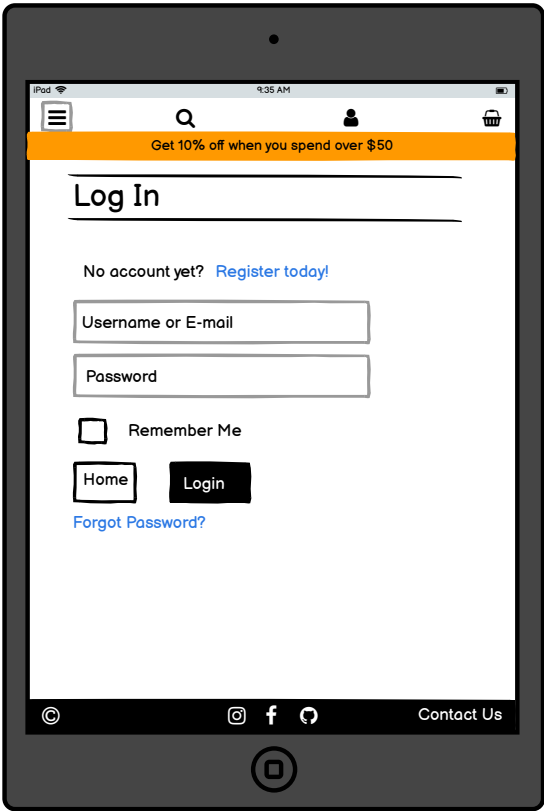 iPad 9:35 AM
Get 10% off when you spend over $50
Log In
No account yet? Register today!
Username or E-mail
Password
Remember Me
Home Login
Forgot Password?
© Contact Us